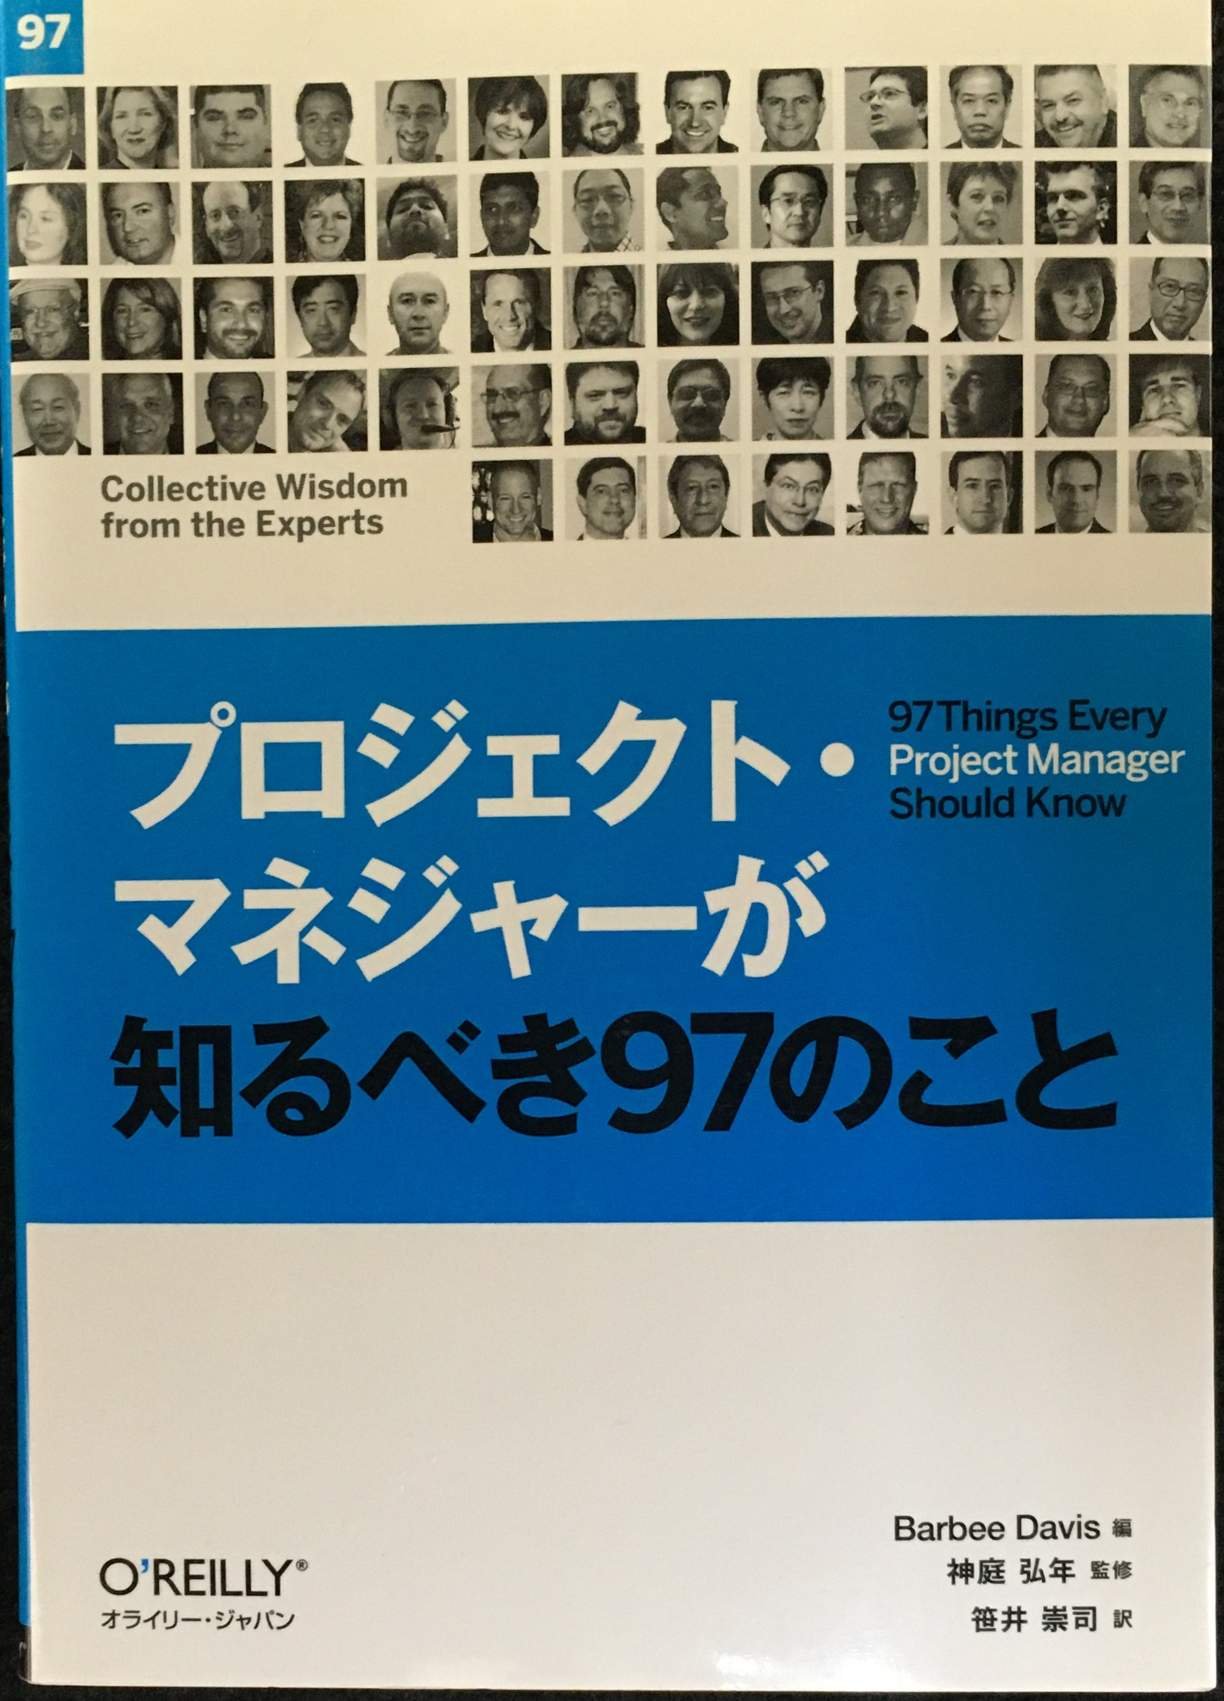 97
Collective Wisdom
from the Experts
プロジェクト・
マネジャーが
知るべき97のこと
97 Things Every
Project Manager
Should Know
Barbee Davis 編
神庭 弘年 監修
笹井 崇司 訳
O'REILLY®
オライリー・ジャパン